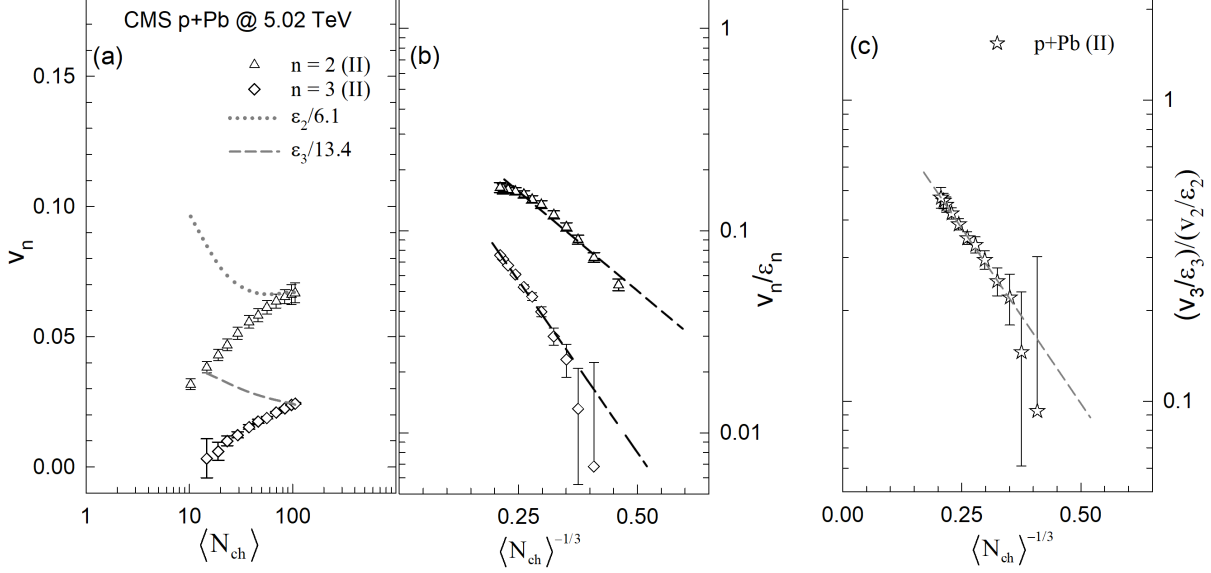 CMS p+Pb @ 5.02 TeV
(a)
n = 2 (II)
n = 3 (II)
ε2/6.1
ε3/13.4
0.15
0.10
0.05
0.00
vn
1
10
100
⟨Nch⟩
(b)
1
0.1
0.01
vn/εn
0.25
0.50
⟨Nch⟩−1/3
(c)
p+Pb (II)
1
0.1
(v3/ε3)/(v2/ε2)
0.00
0.25
0.50
⟨Nch⟩−1/3